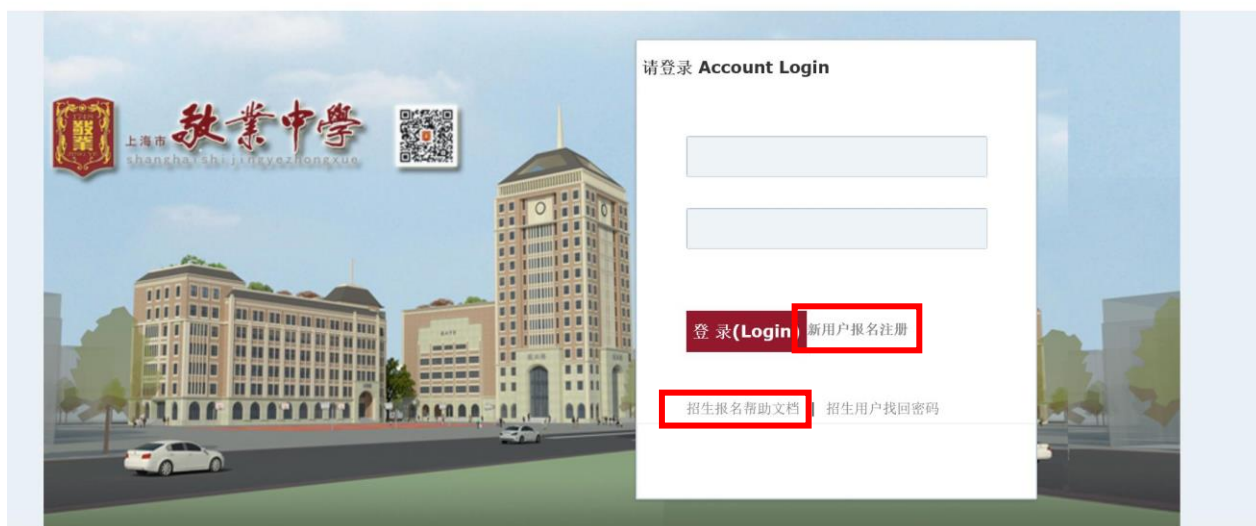 上海市 敬業中學
shanghaishijingyezhongxue
敬業
请登录 Account Login
登 录(Login)
新用户报名注册
招生报名帮助文档 | 招生用户找回密码